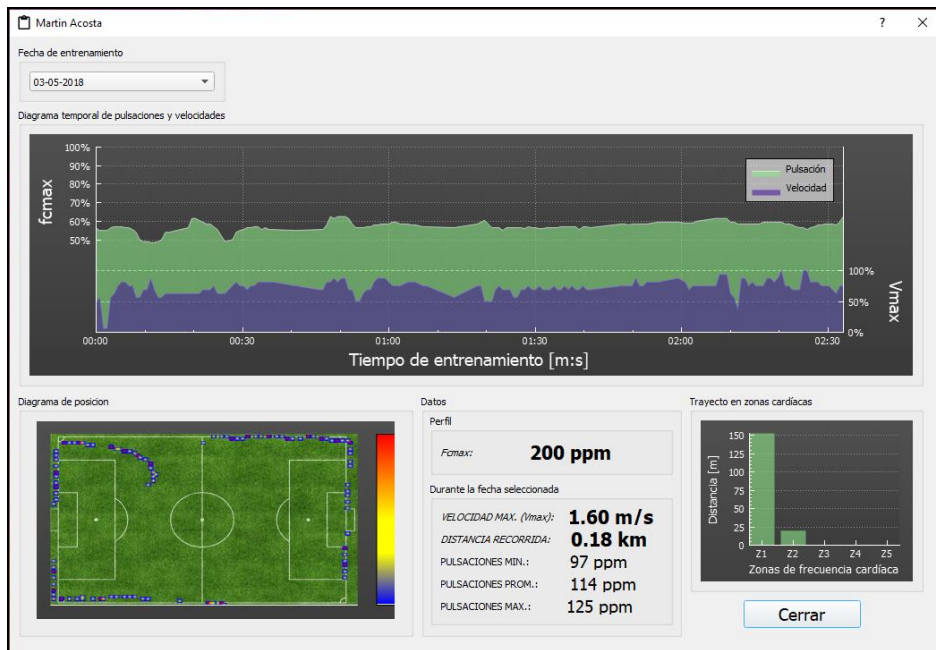 Martin Acosta
?
Fecha de entrenamiento
03-05-2018
Diagrama temporal de pulsaciones y velocidades
100%
90%
80%
70%
60%
50%
fcmax
Pulsación
Velocidad
100%
50%
0%
Vmax
00:00 00:30 01:00 01:30 02:00 02:30
Tiempo de entrenamiento [m:s]
Diagrama de posicion
Datos
Perfil
Fcmax: 200 ppm
Durante la fecha seleccionada
VELOCIDAD MAX. (Vmax): 1.60 m/s
DISTANCIA RECORRIDA: 0.18 km
PULSACIONES MIN.: 97 ppm
PULSACIONES PROM.: 114 ppm
PULSACIONES MAX.: 125 ppm
Trayecto en zonas cardíacas
150
125
100
75
50
25
0
Distancia [m]
Z1 Z2 Z3 Z4 Z5
Zonas de frecuencia cardíaca
Cerrar